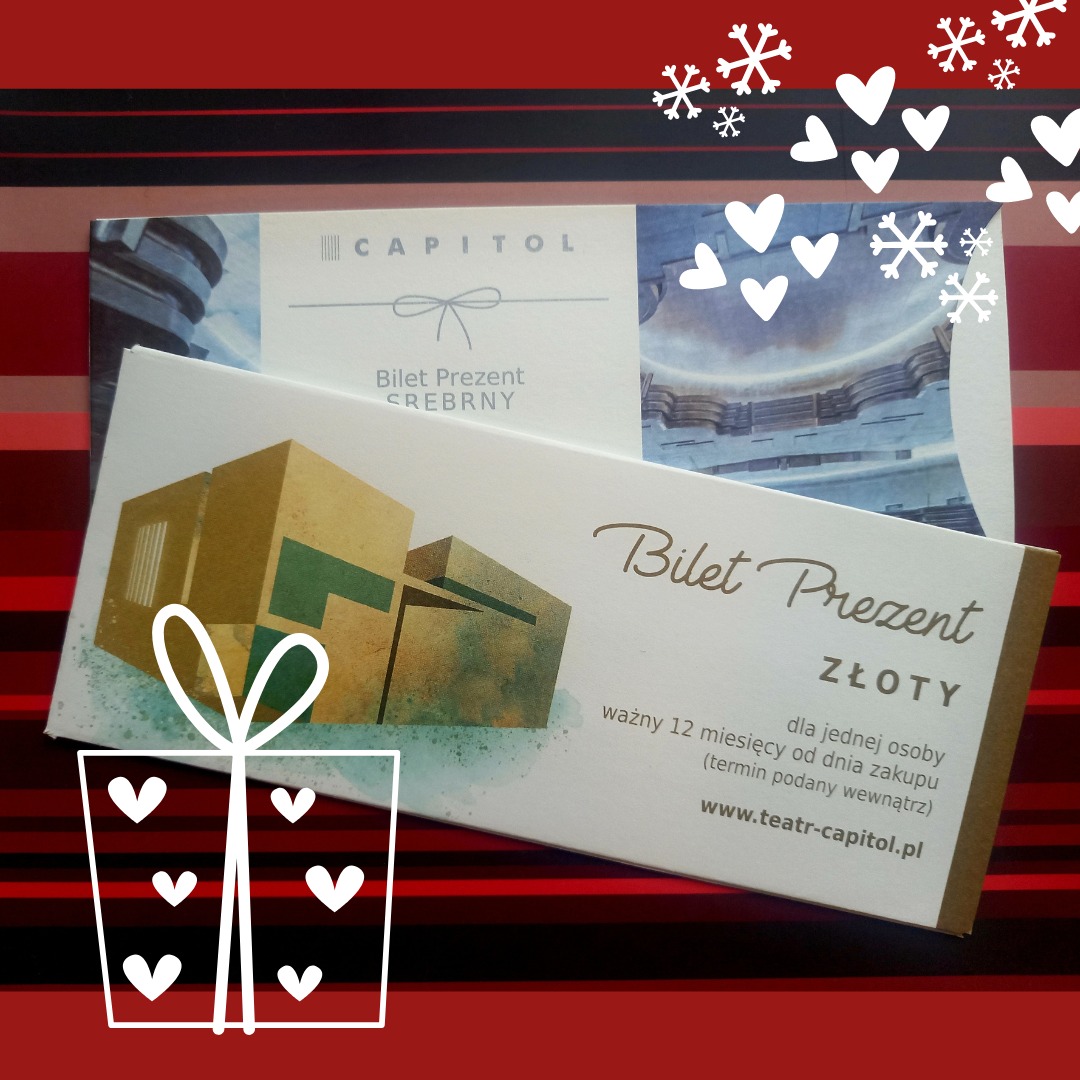 CAPITOL
Bilet Prezent
SREBRNY
Bilet Prezent
ZŁOTY
dla jednej osoby
ważny 12 miesięcy od dnia zakupu
(termin podany wewnątrz)
www.teatr-capitol.pl